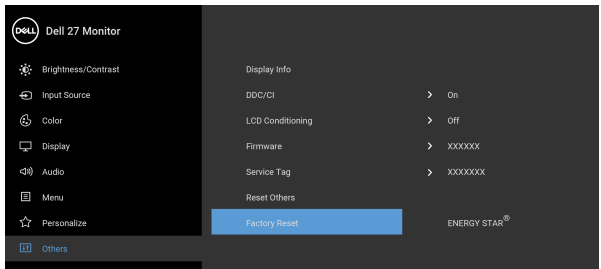 DELL Dell 27 Monitor
Brightness/Contrast Display Info
Input Source DDC/CI On
Color LCD Conditioning Off
Display Firmware XXXXXX
Audio Service Tag XXXXXXX
Menu Reset Others
Personalize Factory Reset ENERGY STAR®
Others